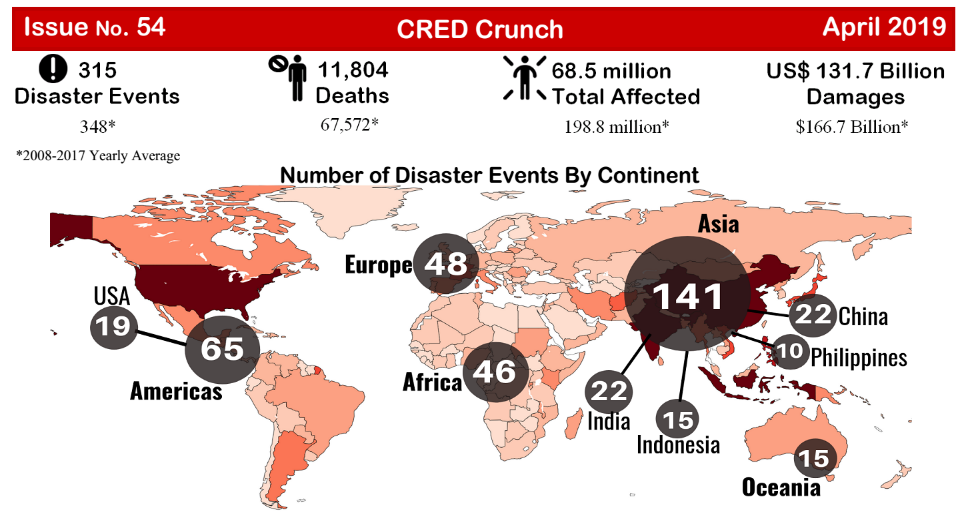 Issue No. 54
CRED Crunch
April 2019
315
Disaster Events
348*
11,804
Deaths
67,572*
68.5 million
Total Affected
198.8 million*
US$ 131.7 Billion
Damages
$166.7 Billion*
*2008-2017 Yearly Average
Number of Disaster Events By Continent
Asia
141
Europe
48
USA
19
65
Americas
Africa
46
22
China
10
Philippines
22
India
15
Indonesia
15
Oceania